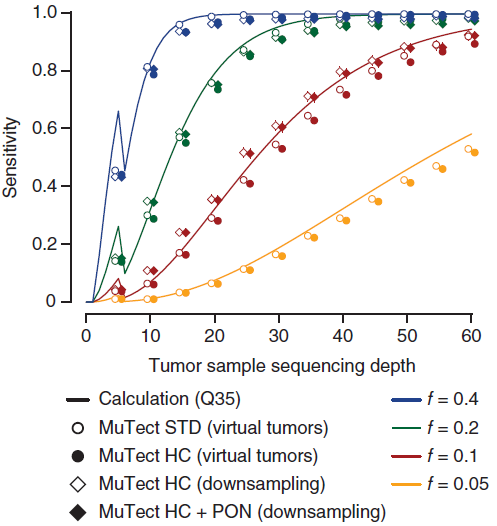 1.0
0.8
0.6
0.4
0.2
0
Sensitivity
0 10 20 30 40 50 60
Tumor sample sequencing depth
Calculation (Q35)
MuTect STD (virtual tumors)
MuTect HC (virtual tumors)
MuTect HC (downsampling)
MuTect HC + PON (downsampling)
f = 0.4
f = 0.2
f = 0.1
f = 0.05